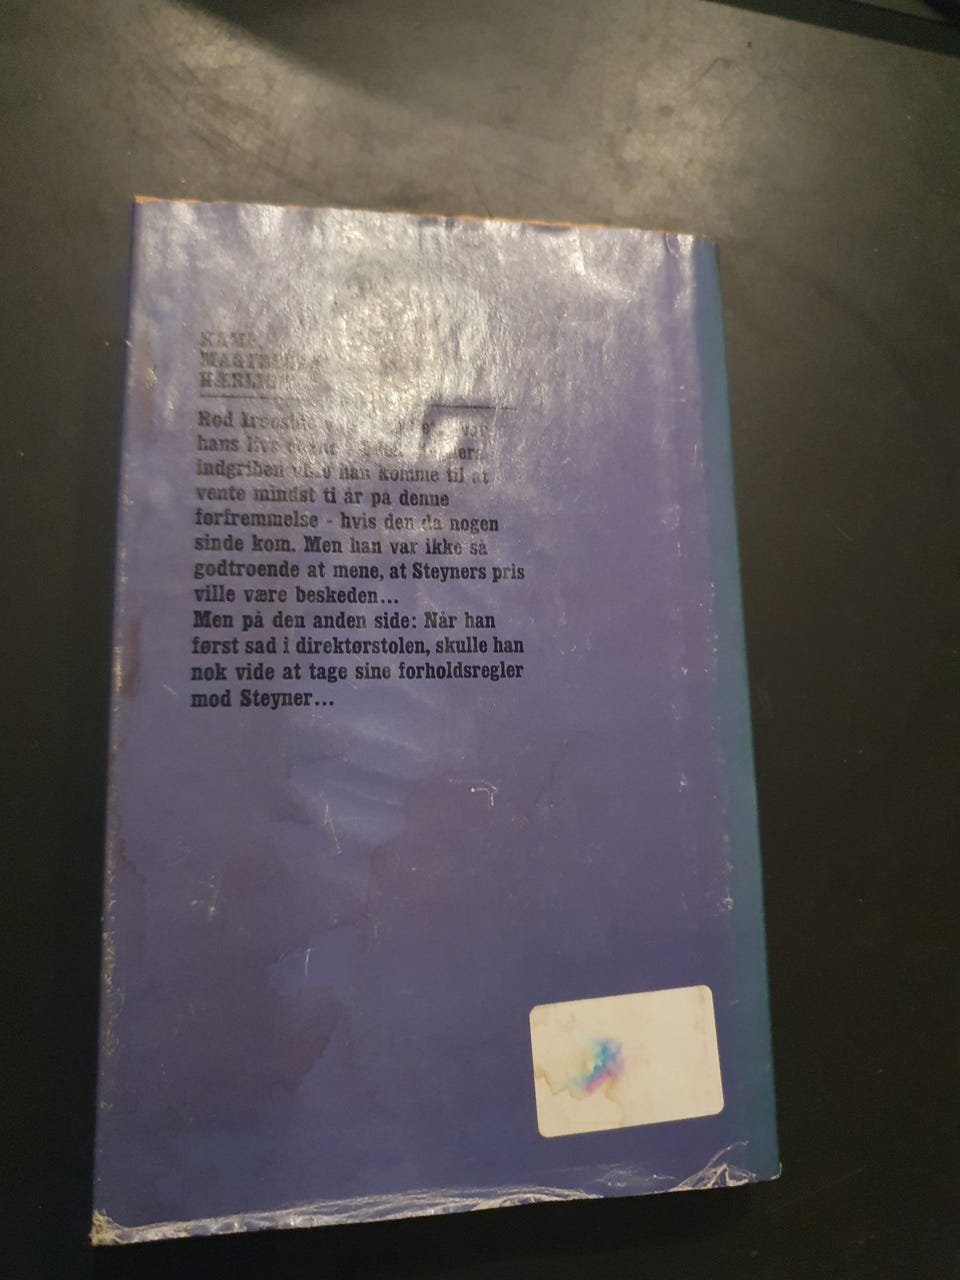 Rod
hans
indgriben ville han komme til at
vente mindst ti år på denne
forfremmelse - hvis den da nogen
sinde kom. Men han var ikke så
godtroende at mene, at Steyners pris
ville være beskeden...
Men på den anden side: Når han
først sad i direktørstolen, skulle han
nok vide at tage sine forholdsregler
mod Steyner...